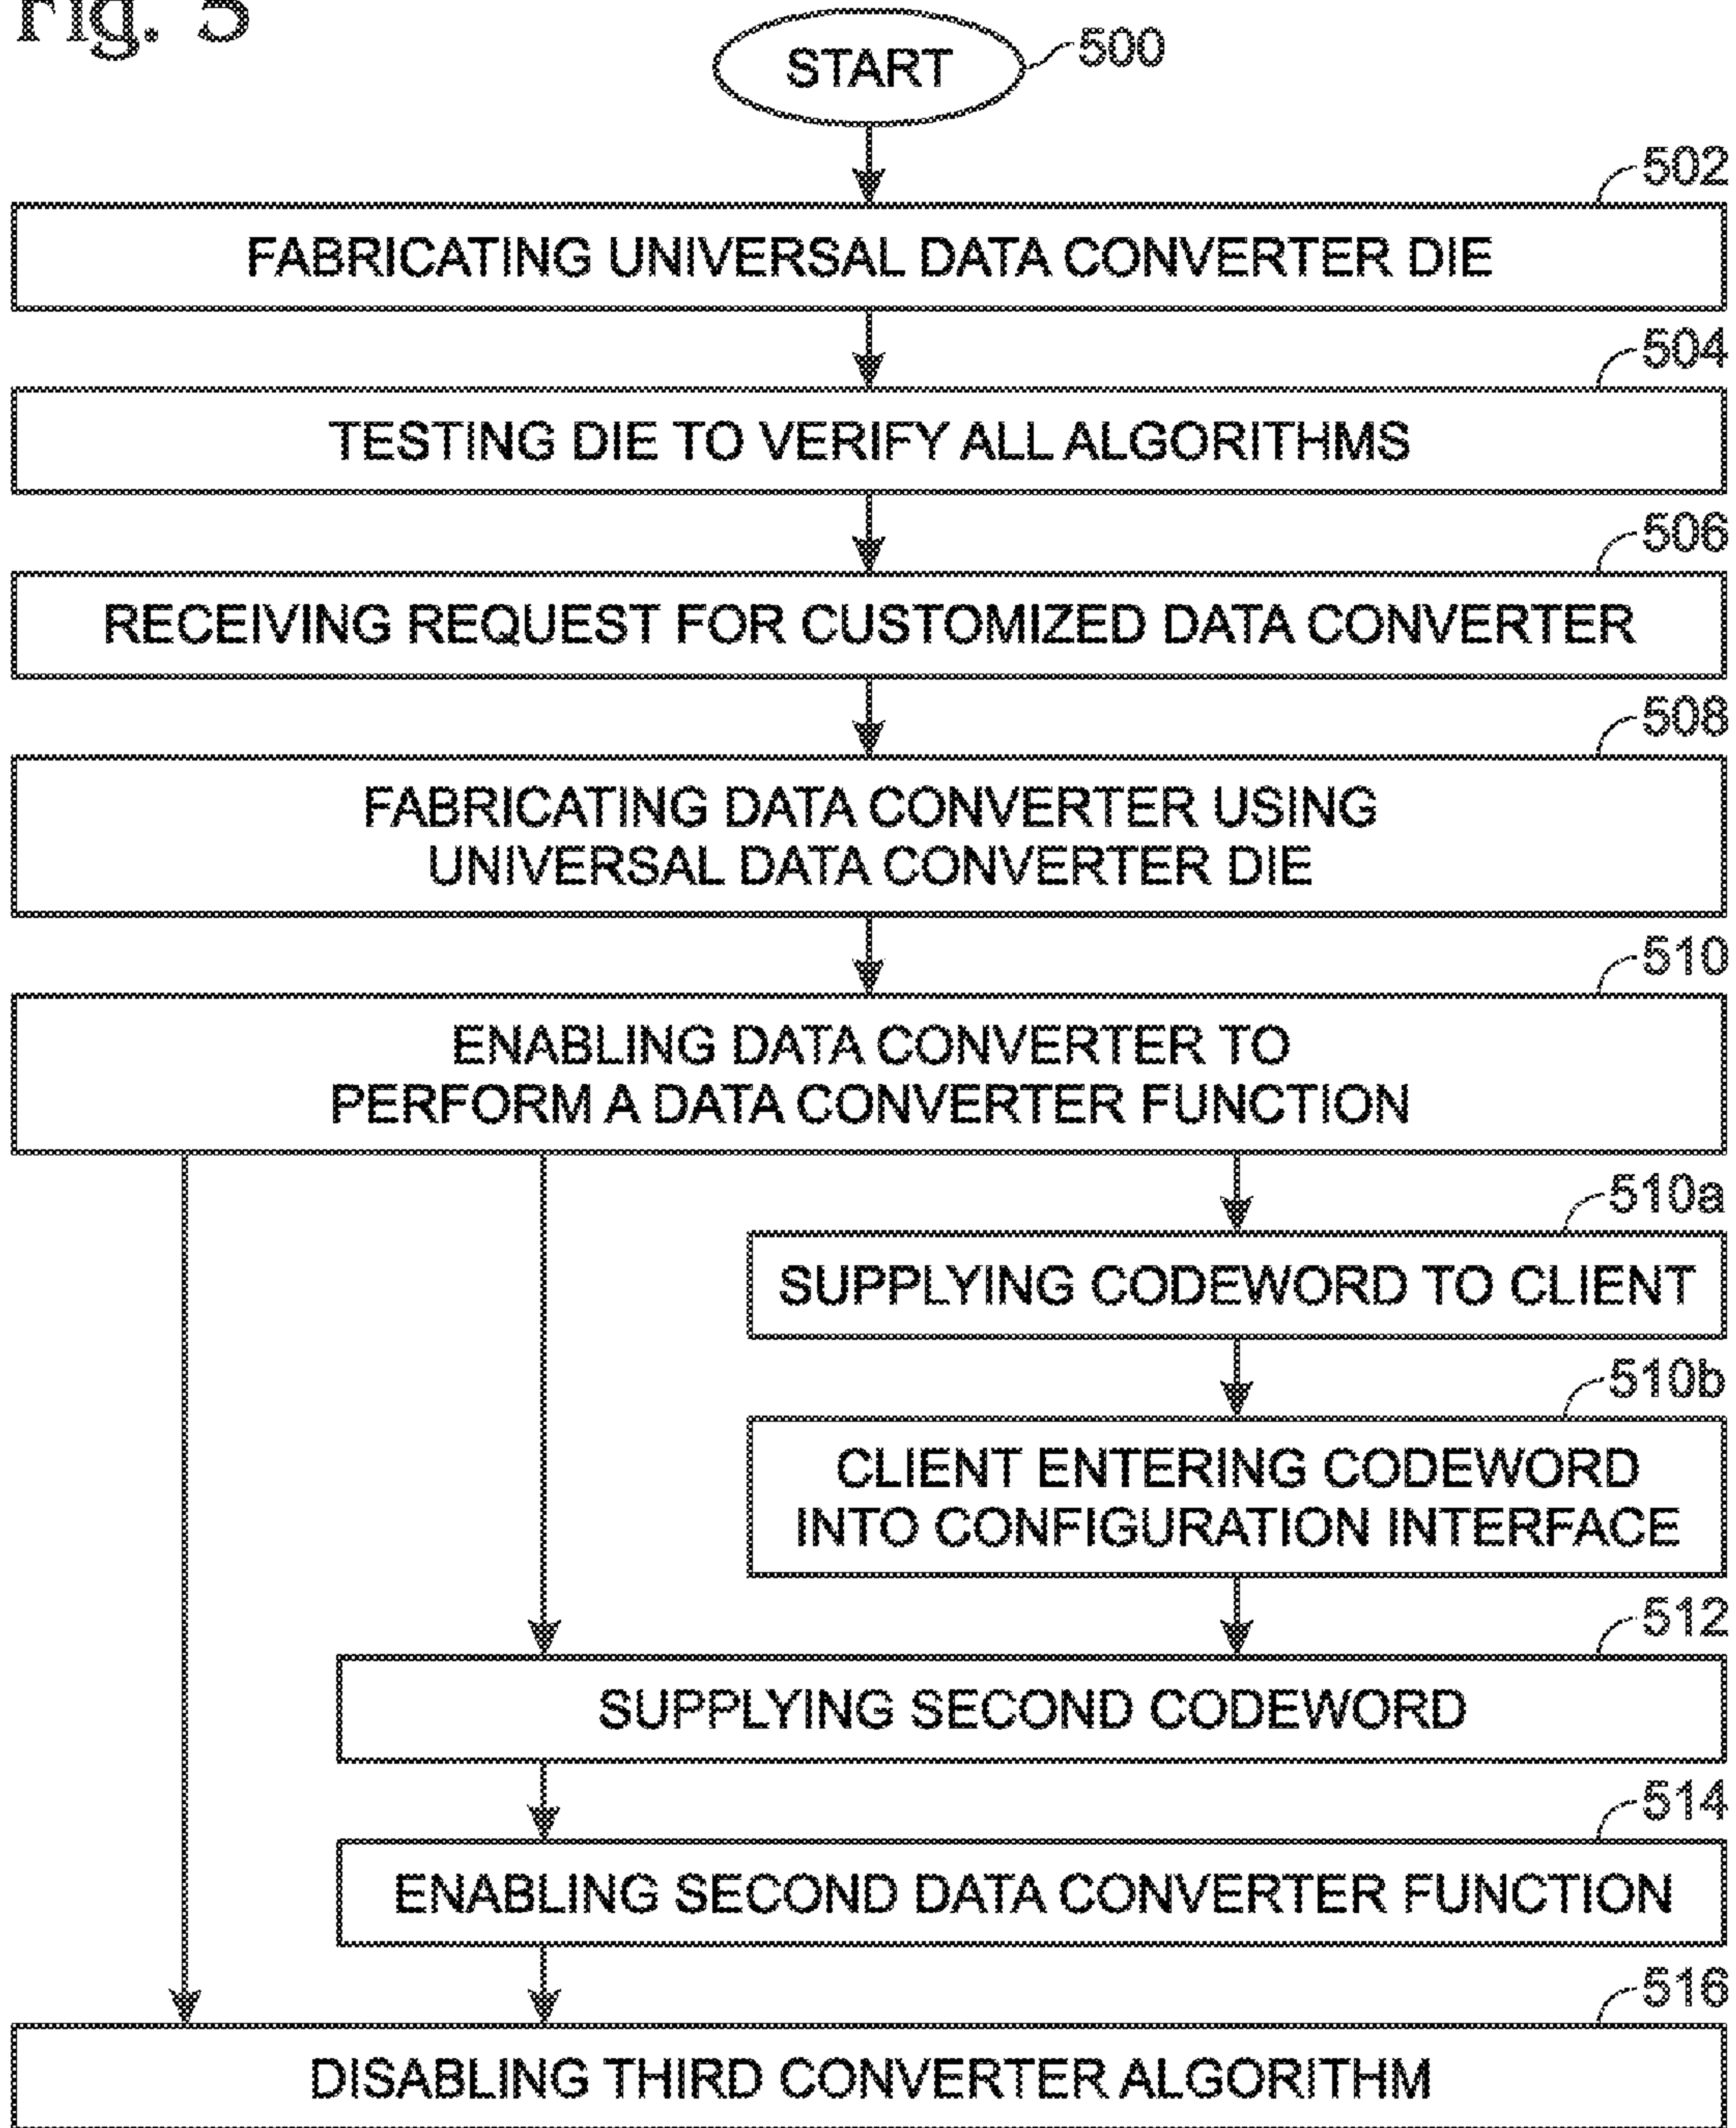 Fig. 5
START
500
502
FABRICATING UNIVERSAL DATA CONVERTER DIE
504
TESTING DIE TO VERIFY ALL ALGORITHMS
506
RECEIVING REQUEST FOR CUSTOMIZED DATA CONVERTER
508
FABRICATING DATA CONVERTER USING
UNIVERSAL DATA CONVERTER DIE
510
ENABLING DATA CONVERTER TO
PERFORM A DATA CONVERTER FUNCTION
510a
SUPPLYING CODEWORD TO CLIENT
510b
CLIENT ENTERING CODEWORD
INTO CONFIGURATION INTERFACE
512
SUPPLYING SECOND CODEWORD
514
ENABLING SECOND DATA CONVERTER FUNCTION
516
DISABLING THIRD CONVERTER ALGORITHM